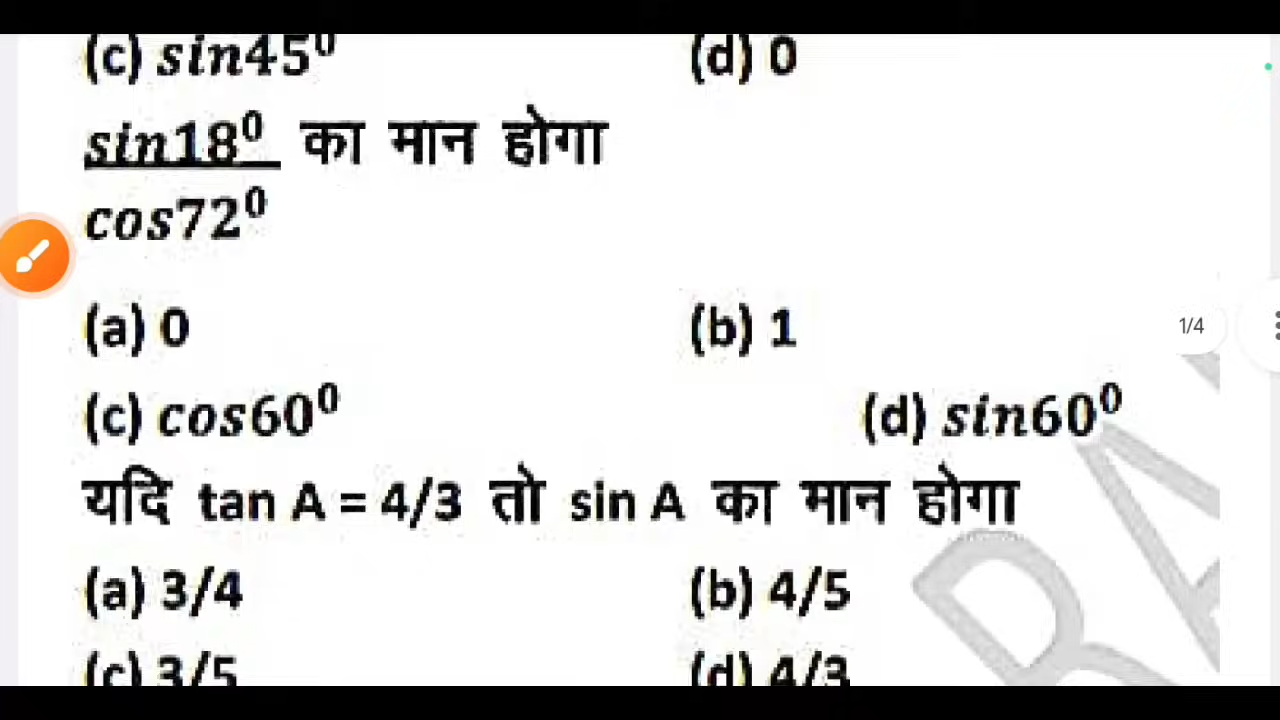 (c) sin45⁰ (d) 0
sin18⁰ का मान होगा
cos72⁰
(a) 0 (b) 1
1/4
(c) cos60⁰ (d) sin60⁰
यदि tan A = 4/3 तो sin A का मान होगा
(a) 3/4 (b) 4/5
(c) 3/5 (d) 4/3